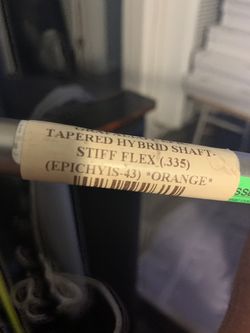 TAPERED HYBRID SHAFT-
STIFF FLEX (.335)
(EPICHYIS-43) *ORANGE*